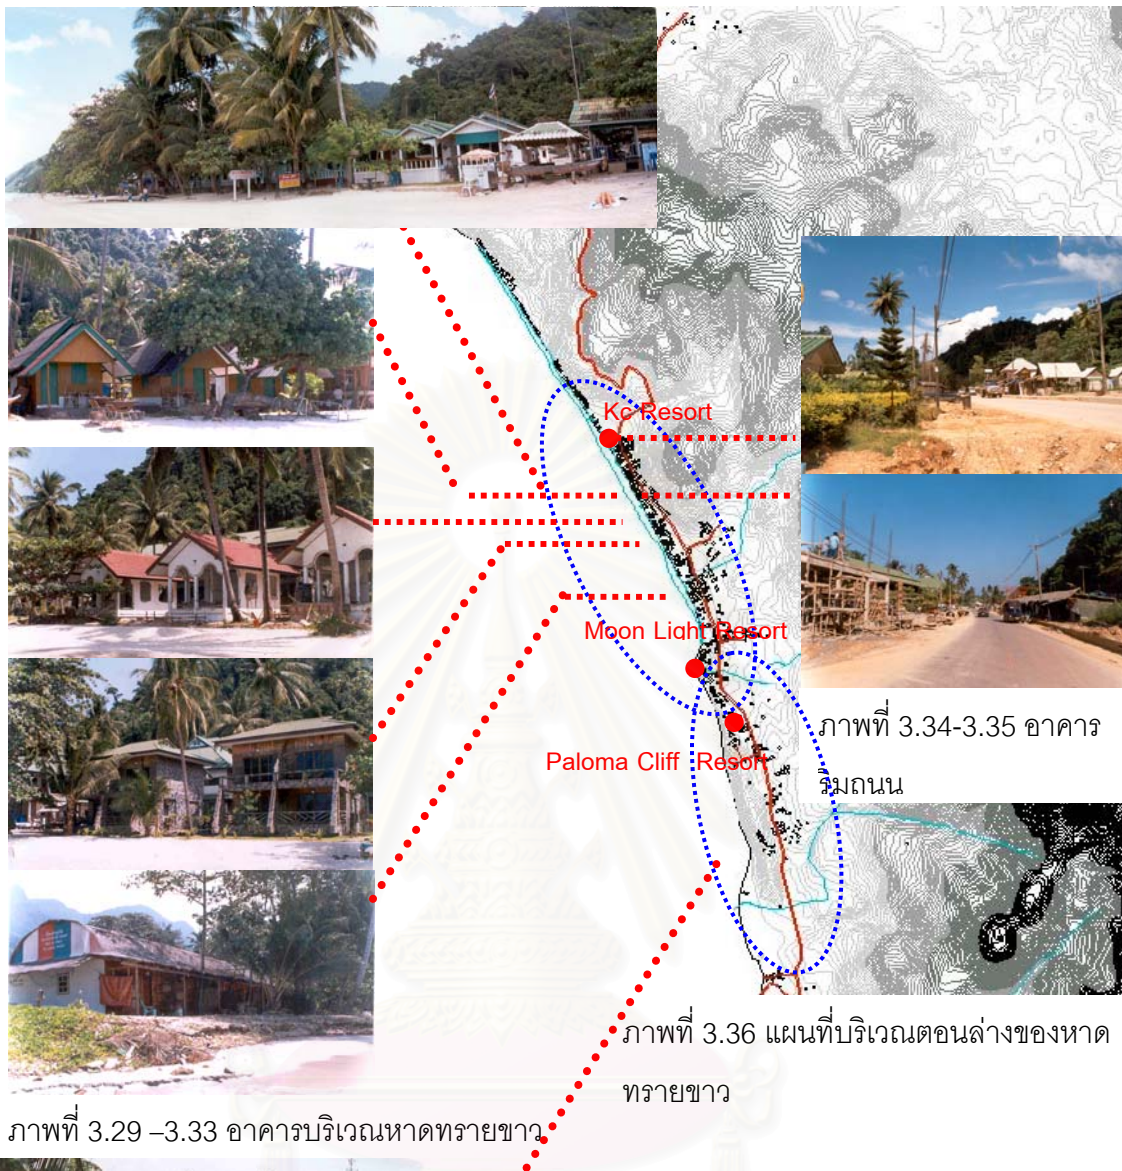 Kc Resort
Moon Light Resort
Paloma Cliff Resort
ภาพที่ 3.34-3.35 อาคาร
ริมถนน
ภาพที่ 3.36 แผนที่บริเวณตอนล่างของหาด
ทรายขาว
ภาพที่ 3.29 –3.33 อาคารบริเวณหาดทรายขาว